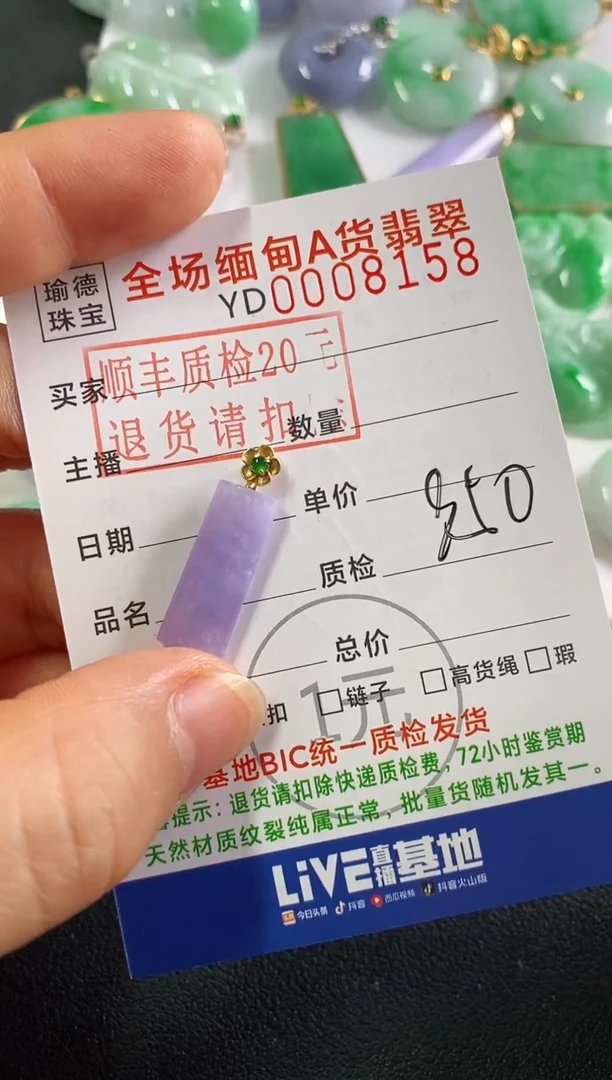 瑜德
珠宝
全场缅甸A货翡翠
YD0008158
买家
顺丰质检20元
退货请扣
主播
数量
日期
单价
品名
质检
总价
扣 □链子 □高货绳 □瑕
1元
基地BIC统一质检发货
提示：退货请扣除快递质检费，72小时鉴赏期
天然材质纹裂纯属正常，批量货随机发其一。
LIVE直播基地
今日头条 抖音 西瓜视频 抖音火山版